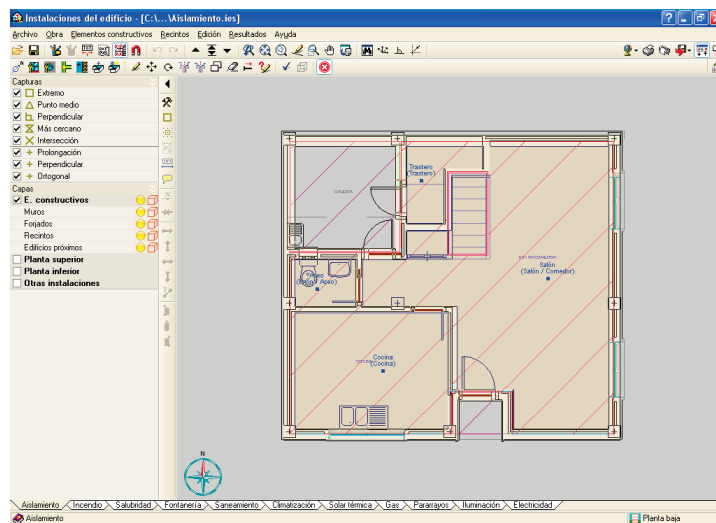 Instalaciones del edificio - [C:\...\Aislamiento.ies]
Archivo Obra Elementos constructivos Recintos Edición Resultados Ayuda
Capturas
Extremo
Punto medio
Perpendicular
Más cercano
Intersección
Prolongación
Perpendicular
Ortogonal
Capas
E. constructivos
Muros
Forjados
Recintos
Edificios próximos
Planta superior
Planta inferior
Otras instalaciones
Trastero
(Trastero)
Salón
(Salón / Comedor)
Aseo)
Cocina
(Cocina)
COCINA
N
Aislamiento Incendio Salubridad Fontanería Saneamiento Climatización Solar térmica Gas Pararrayos Iluminación Electricidad
Aislamiento
Planta baja